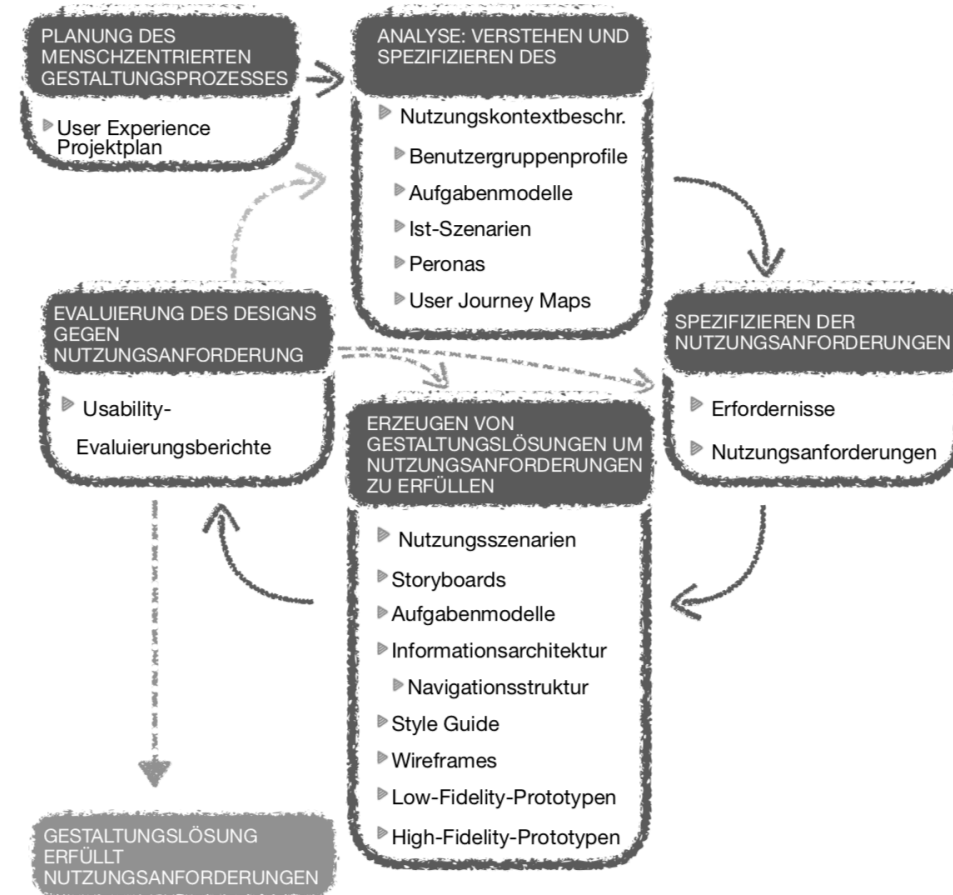 PLANUNG DES
MENSCHZENTRIERTEN
GESTALTUNGSPROZESSES
User Experience
Projektplan
ANALYSE: VERSTEHEN UND
SPEZIFIZIEREN DES
Nutzungskontextbeschr.
Benutzergruppenprofile
Aufgabenmodelle
Ist-Szenarien
Peronas
User Journey Maps
EVALUIERUNG DES DESIGNS
GEGEN
NUTZUNGSANFORDERUNG
Usability-
Evaluierungsberichte
SPEZIFIZIEREN DER
NUTZUNGSANFORDERUNGEN
Erfordernisse
Nutzungsanforderungen
ERZEUGEN VON
GESTALTUNGSLÖSUNGEN UM
NUTZUNGSANFORDERUNGEN
ZU ERFÜLLEN
Nutzungsszenarien
Storyboards
Aufgabenmodelle
Informationsarchitektur
Navigationsstruktur
Style Guide
Wireframes
Low-Fidelity-Prototypen
High-Fidelity-Prototypen
GESTALTUNGSLÖSUNG
ERFÜLLT
NUTZUNGSANFORDERUNGEN